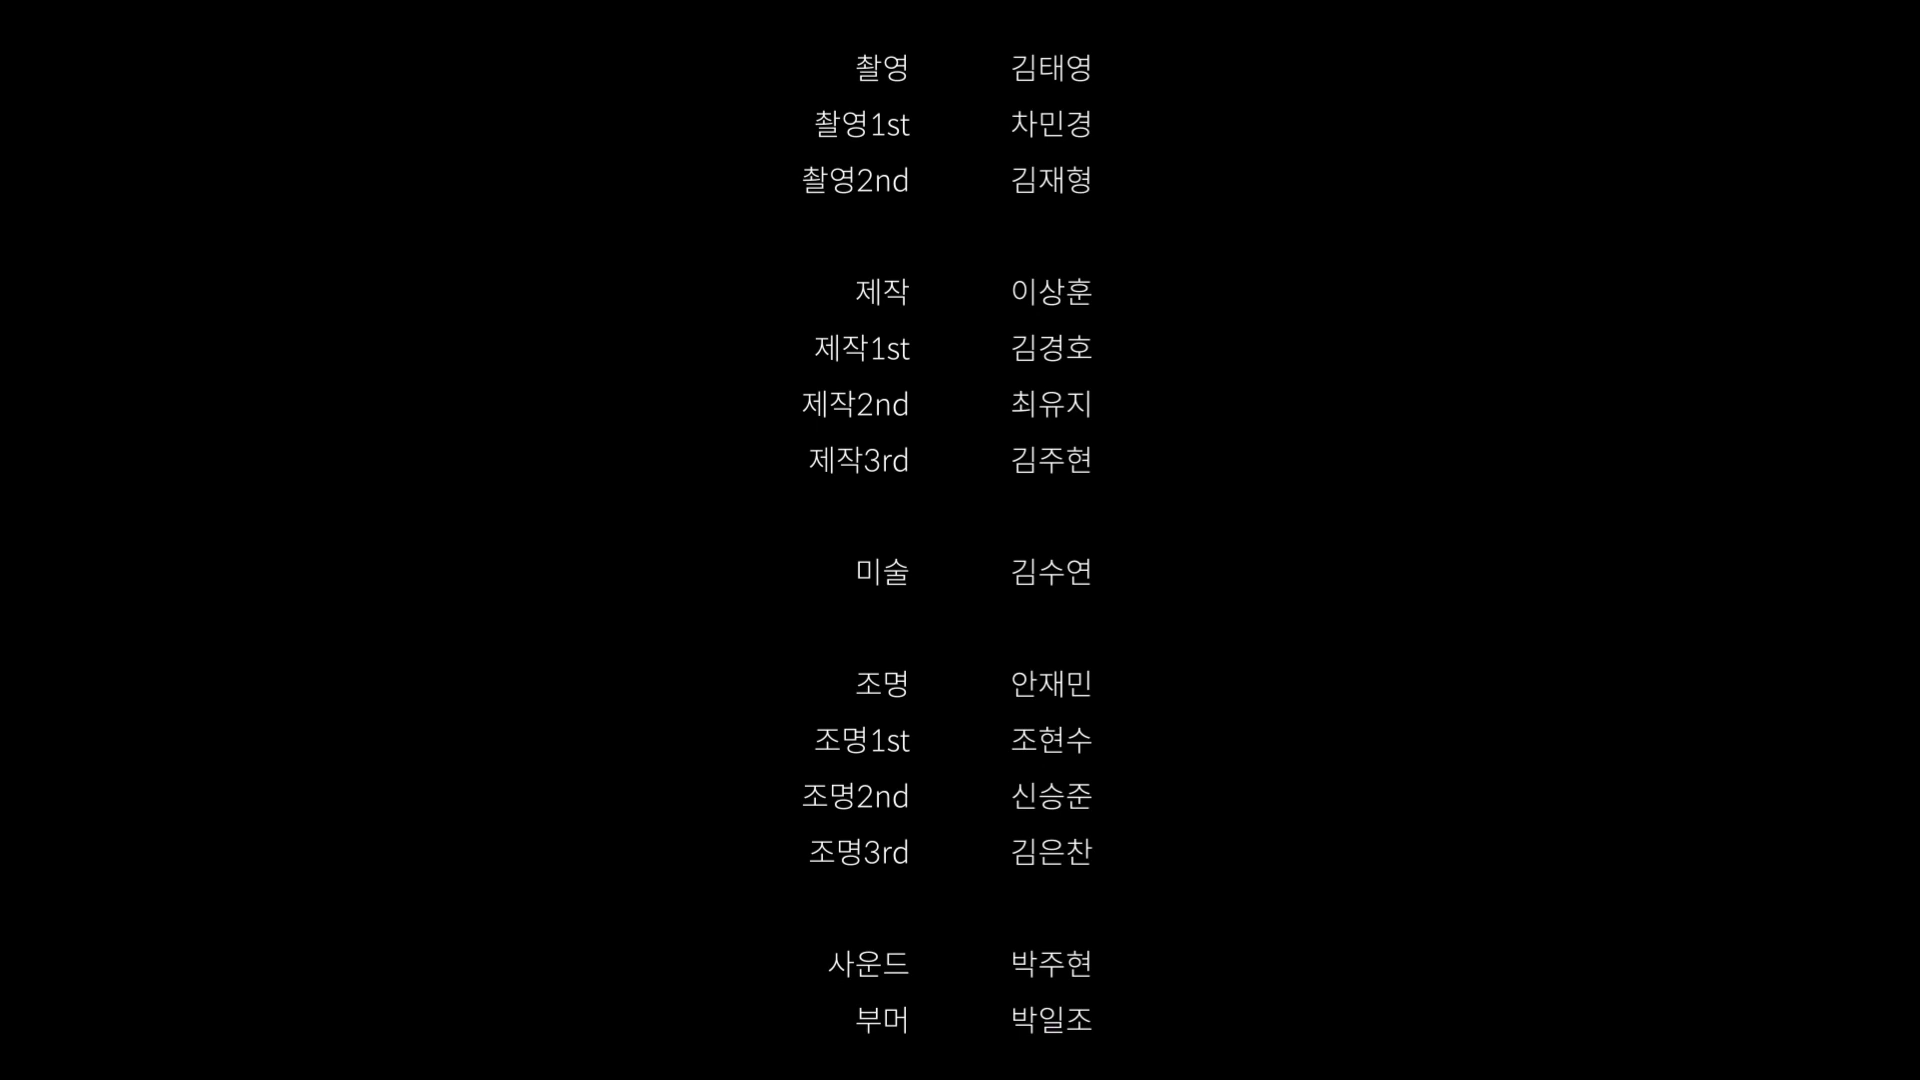 촬영 김태영
촬영1st 차민경
촬영2nd 김재형
제작 이상훈
제작1st 김경호
제작2nd 최유지
제작3rd 김주현
미술 김수연
조명 안재민
조명1st 조현수
조명2nd 신승준
조명3rd 김은찬
사운드 박주현
부머 박일조